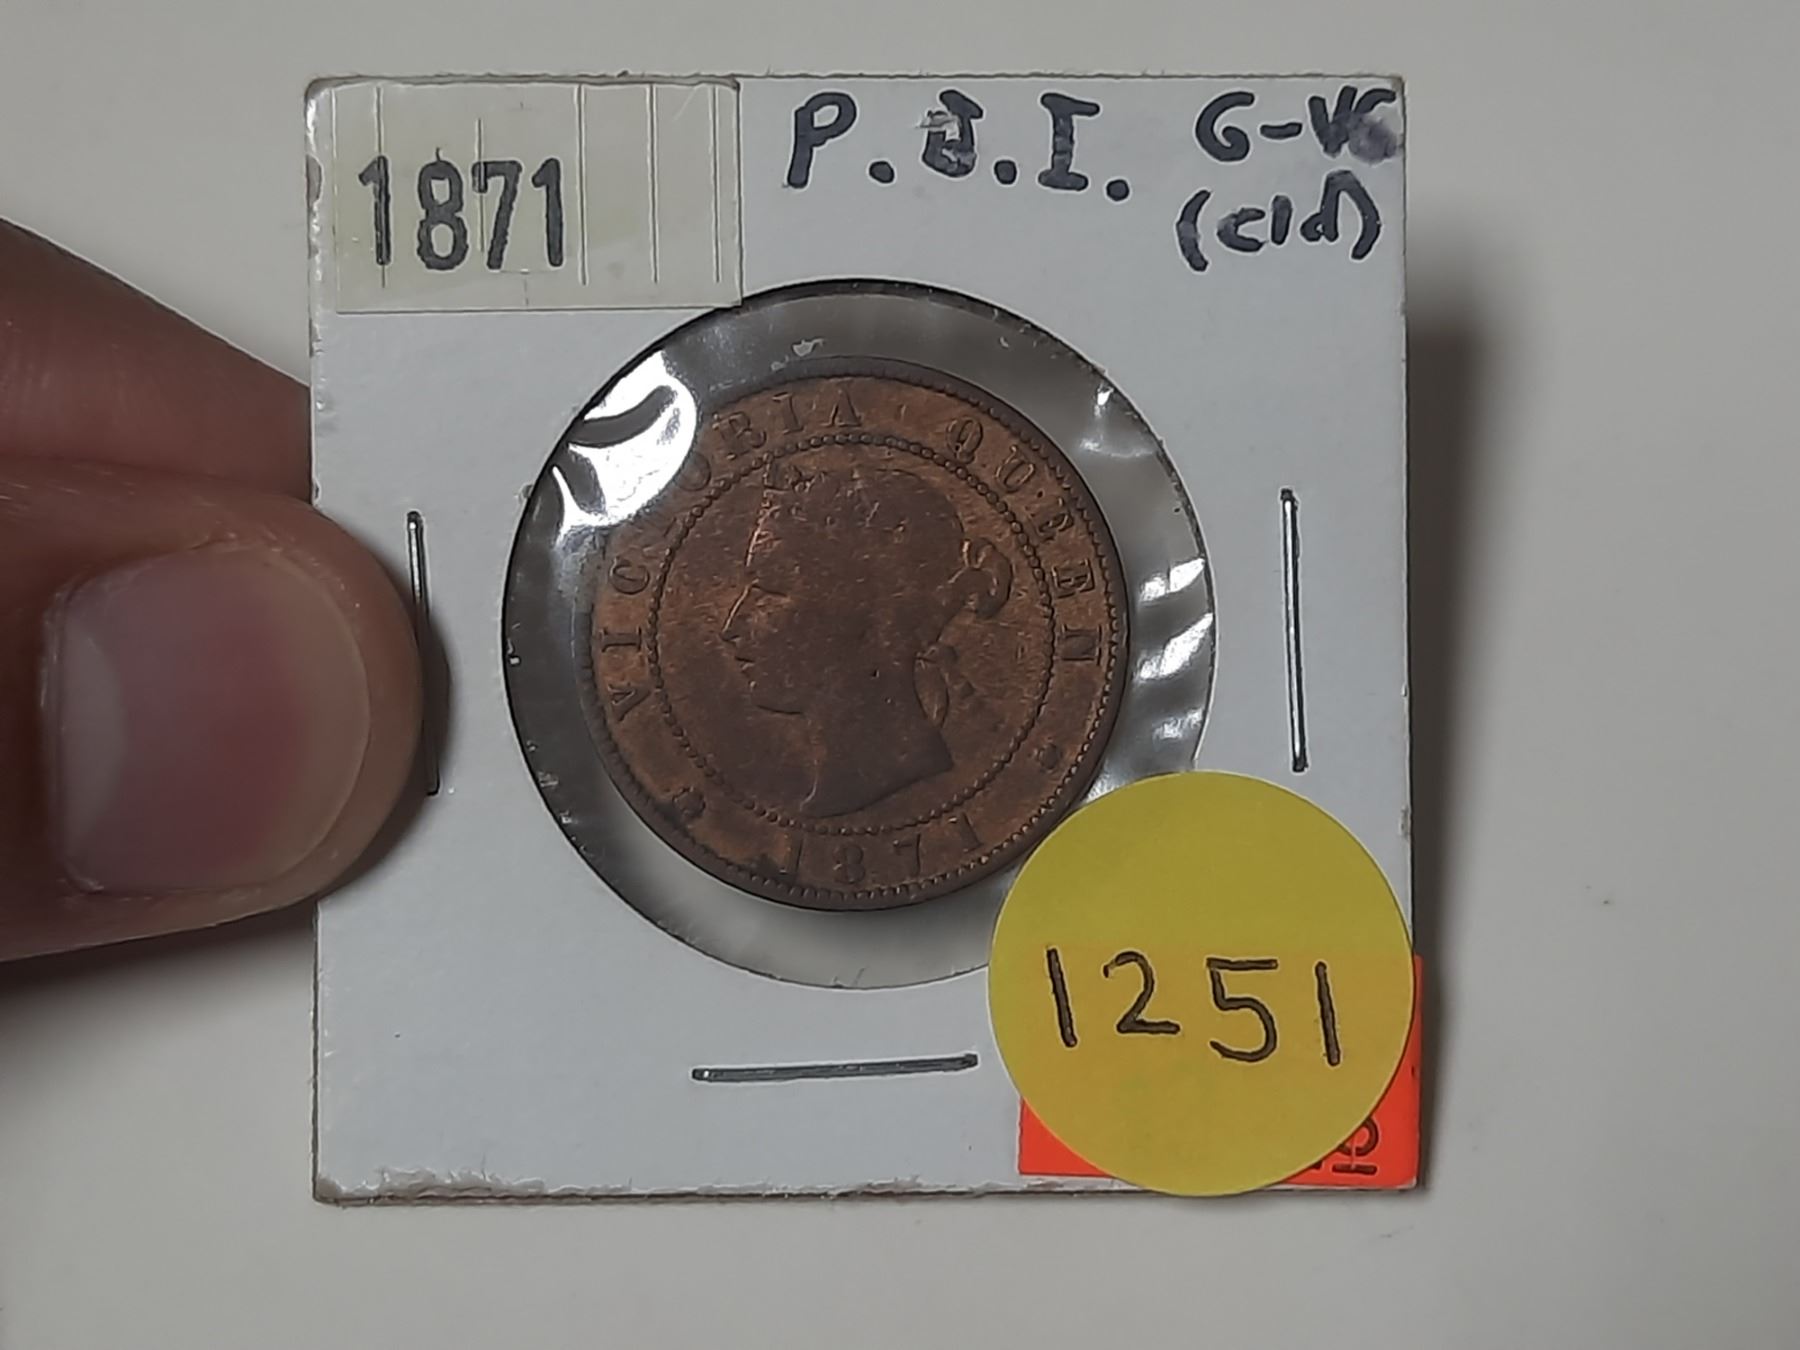 1871
P.E.I.
G-VG
(cld)
VICTORIA QUEEN
1871
1251